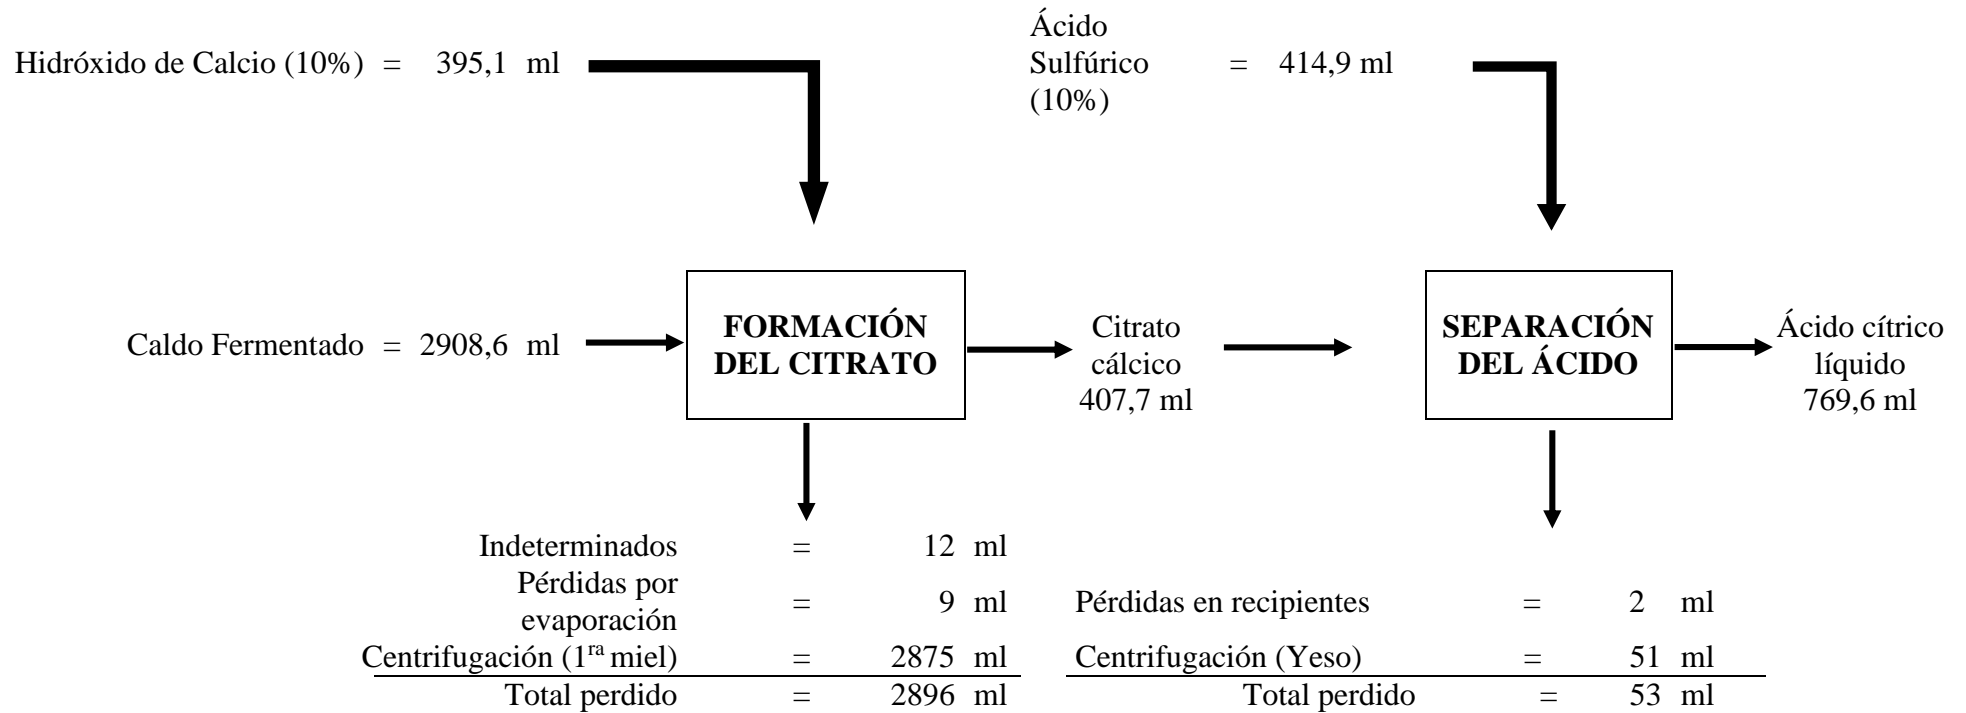 Hidróxido de Calcio (10%) = 395,1 ml
Ácido
Sulfúrico
(10%)
= 414,9 ml
Caldo Fermentado = 2908,6 ml
FORMACIÓN
DEL CITRATO
Citrato
cálcico
407,7 ml
SEPARACIÓN
DEL ÁCIDO
Ácido cítrico
líquido
769,6 ml
Indeterminados = 12 ml
Pérdidas por
evaporación
= 9 ml
Centrifugación (1ra miel) = 2875 ml
Total perdido = 2896 ml
Pérdidas en recipientes = 2 ml
Centrifugación (Yeso) = 51 ml
Total perdido = 53 ml